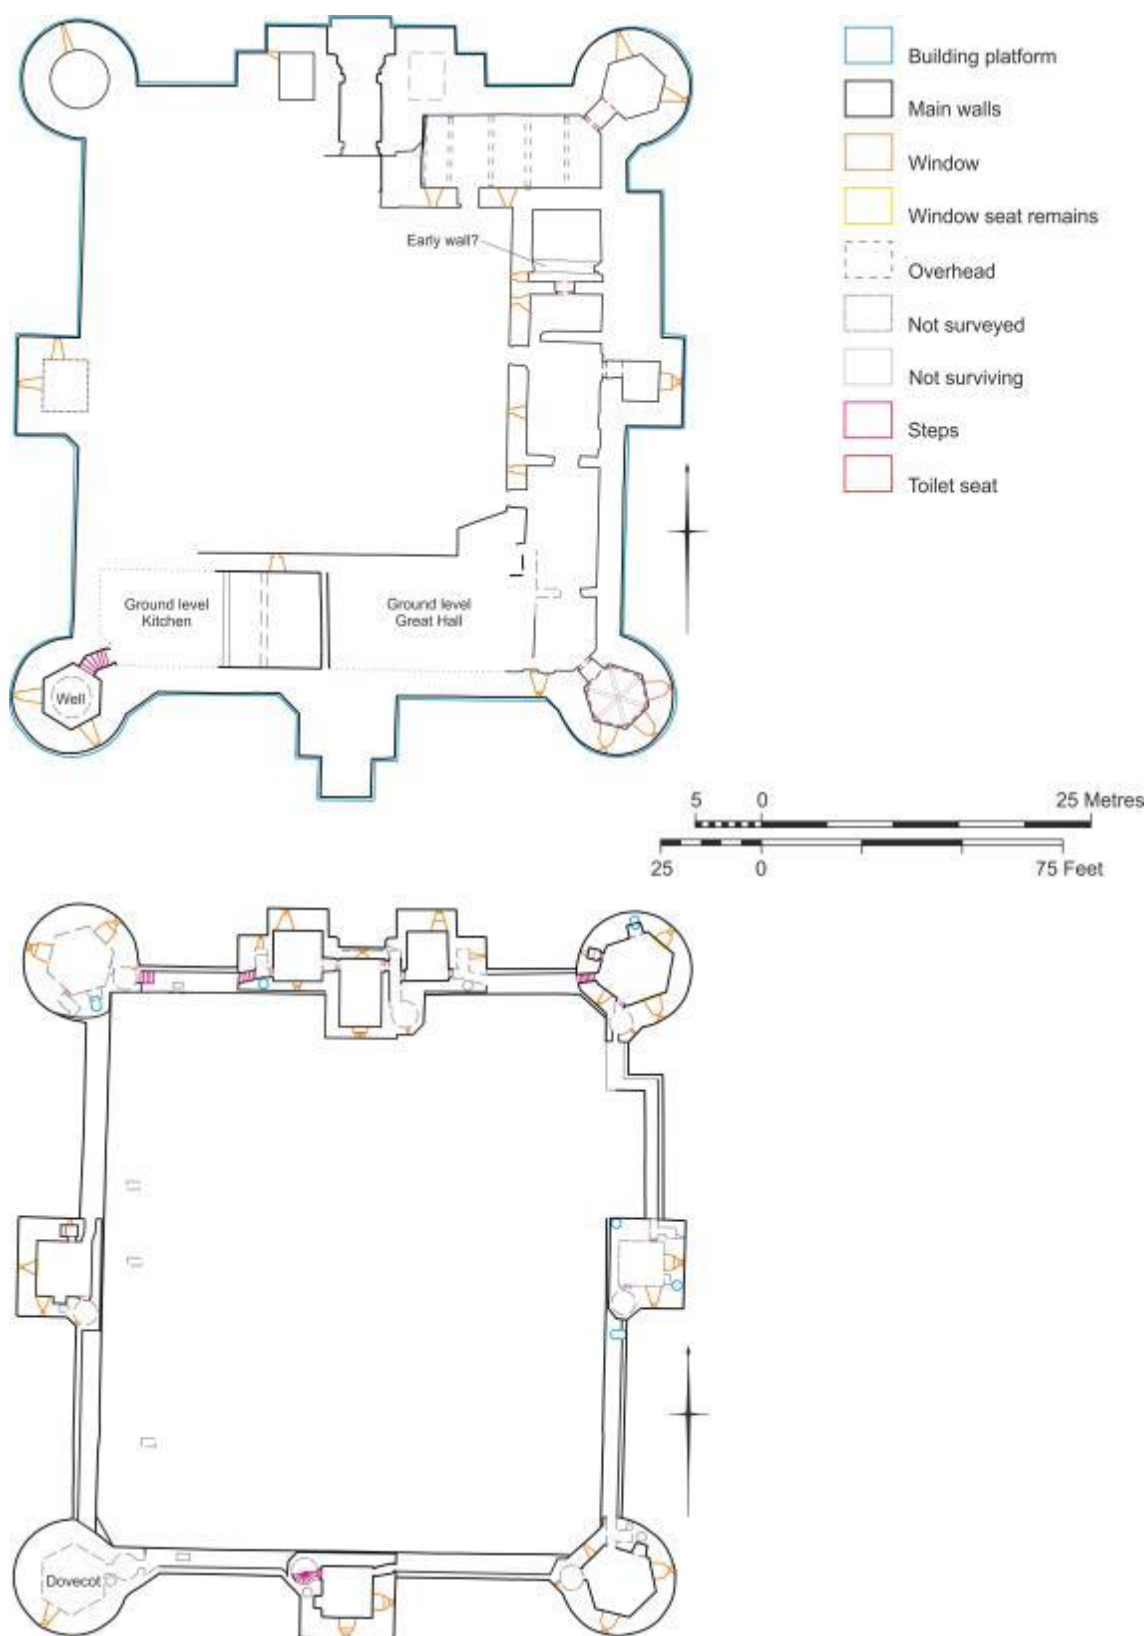 Building platform
Main walls
Window
Window seat remains
Overhead
Not surveyed
Not surviving
Steps
Toilet seat
Early wall?
Ground level
Kitchen
Ground level
Great Hall
Well
5 0 25 Metres
25 0 75 Feet
Dovecot